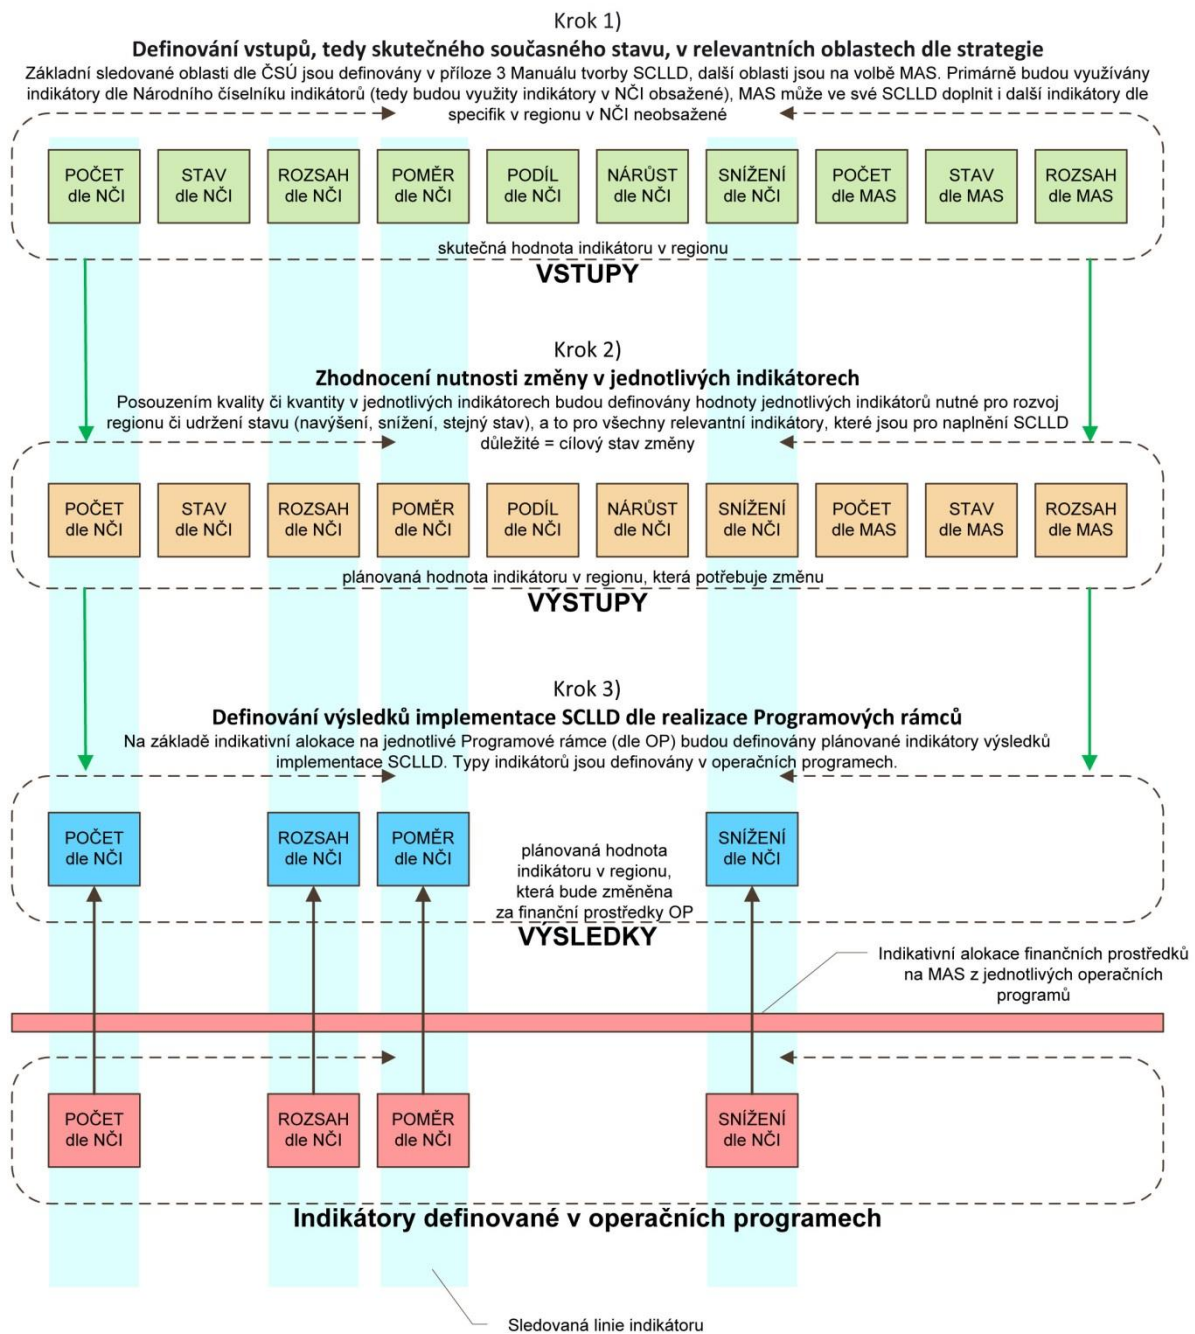 Krok 1)
Definování vstupů, tedy skutečného současného stavu, v relevantních oblastech dle strategie
Základní sledované oblasti dle ČSÚ jsou definovány v příloze 3 Manuálu tvorby SCLLD, další oblasti jsou na volbě MAS. Primárně budou využívány
indikátory dle Národního číselníku indikátorů (tedy budou využity indikátory v NČI obsažené), MAS může ve své SCLLD doplnit i další indikátory dle
specifik v regionu v NČI neobsažené
POČET
dle NČI
STAV
dle NČI
ROZSAH
dle NČI
POMĚR
dle NČI
PODÍL
dle NČI
NÁRŮST
dle NČI
SNÍŽENÍ
dle NČI
POČET
dle MAS
STAV
dle MAS
ROZSAH
dle MAS
skutečná hodnota indikátoru v regionu
VSTUPY
Krok 2)
Zhodnocení nutnosti změny v jednotlivých indikátorech
Posouzením kvality či kvantity v jednotlivých indikátorech budou definovány hodnoty jednotlivých indikátorů nutné pro rozvoj
regionu či udržení stavu (navýšení, snížení, stejný stav), a to pro všechny relevantní indikátory, které jsou pro naplnění SCLLD
důležité = cílový stav změny
POČET
dle NČI
STAV
dle NČI
ROZSAH
dle NČI
POMĚR
dle NČI
PODÍL
dle NČI
NÁRŮST
dle NČI
SNÍŽENÍ
dle NČI
POČET
dle MAS
STAV
dle MAS
ROZSAH
dle MAS
plánovaná hodnota indikátoru v regionu, která potřebuje změnu
VÝSTUPY
Krok 3)
Definování výsledků implementace SCLLD dle realizace Programových rámců
Na základě indikativní alokace na jednotlivé Programové rámce (dle OP) budou definovány plánované indikátory výsledků
implementace SCLLD. Typy indikátorů jsou definovány v operačních programech.
POČET
dle NČI
ROZSAH
dle NČI
POMĚR
dle NČI
plánovaná hodnota
indikátoru v regionu,
která bude změněna
za finanční prostředky OP
SNÍŽENÍ
dle NČI
VÝSLEDKY
Indikativní alokace finančních prostředků
na MAS z jednotlivých operačních
programů
POČET
dle NČI
ROZSAH
dle NČI
POMĚR
dle NČI
SNÍŽENÍ
dle NČI
Indikátory definované v operačních programech
Sledovaná linie indikátoru